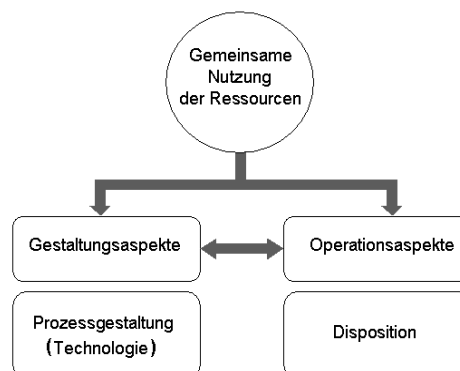 Gemeinsame
Nutzung
der Ressourcen
Gestaltungsaspekte
Operationsaspekte
Prozessgestaltung
(Technologie)
Disposition